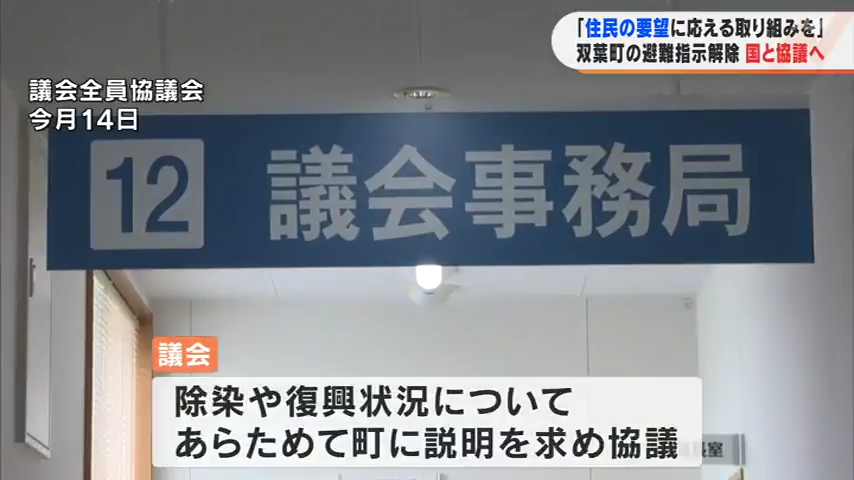 「住民の要望に応える取り組みを」
双葉町の避難指示解除 国と協議へ
議会全員協議会
今月14日
12 議会事務局
議会
除染や復興状況について
あらためて町に説明を求め協議